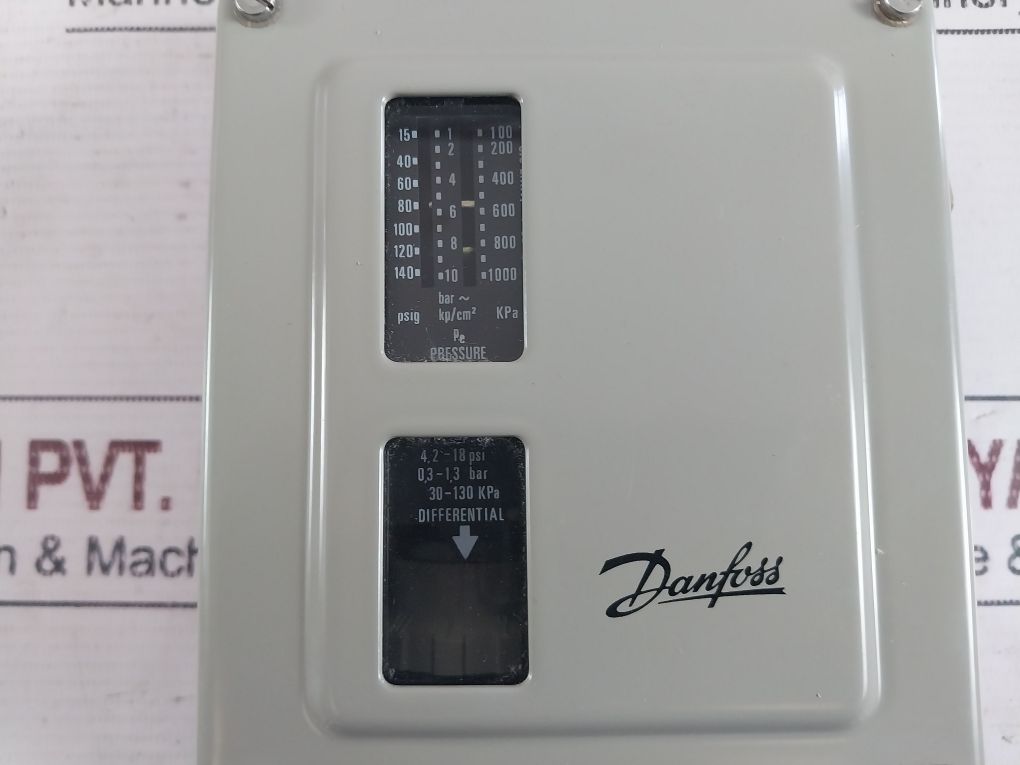 15 1 100
2 200
40
60 4 400
80 6 600
100
120 8 800
140 10 1000
bar ~
psig kp/cm² KPa
Pe
PRESSURE
4,2-18 psi
0,3-1,3 bar
30-130 KPa
DIFFERENTIAL
Danfoss
PVT.
& Mach
YA
e &